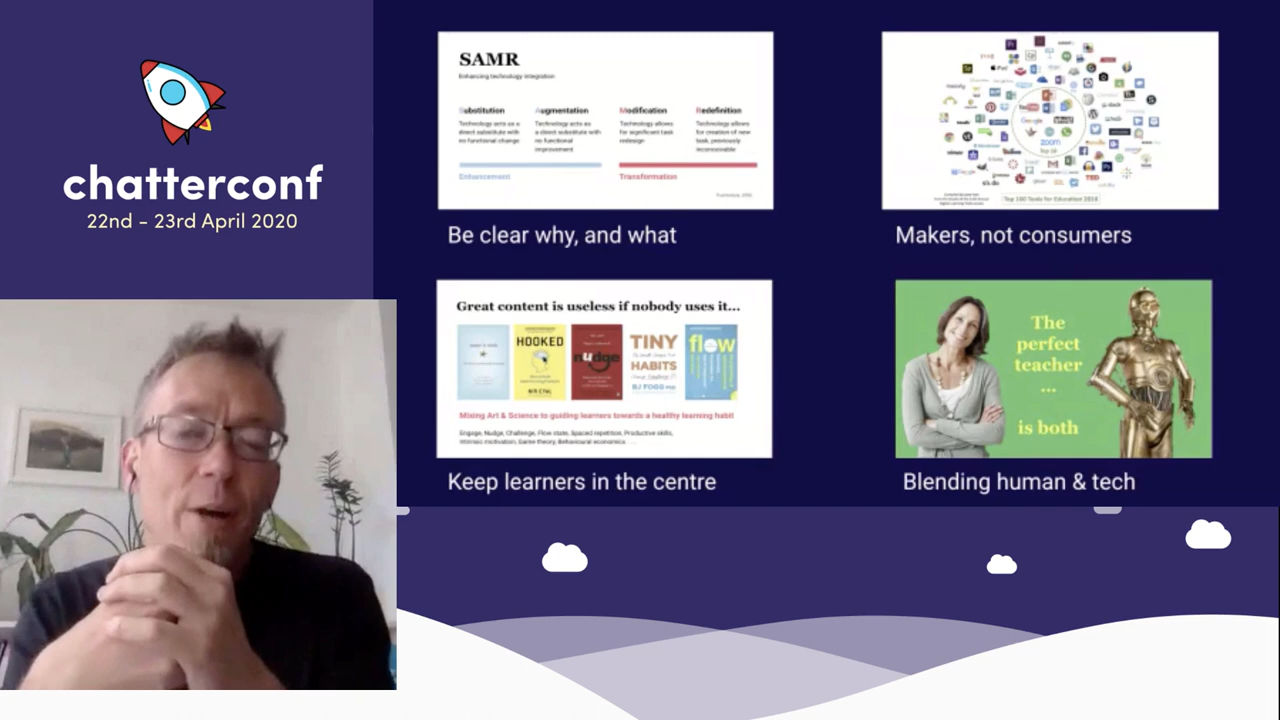 chatterconf
22nd - 23rd April 2020
SAMR
Enhancing technology integration
Substitution
Technology acts as a
direct substitute with
no functional change
Augmentation
Technology acts as
a direct substitute with
no functional
improvement
Modification
Technology allows
for significant task
redesign
Redefinition
Technology allows
for creation of new
task, previously
inconceivable
Enhancement
Transformation
Be clear why, and what
Google
zoom
TED
Top 100 Tools for Education
Makers, not consumers
Great content is useless if nobody uses it...
HOOKED
nudge
TINY
HABITS
BJ FOGG PhD
flow
Mixing Art & Science to guiding learners towards a healthy learning habit
Engage, Nudge, Challenge, Flow state, Spaced repetition, Productive skills,
Intrinsic motivation, Game theory, Behavioural economics ...
Keep learners in the centre
The
perfect
teacher
...
is both
Blending human & tech